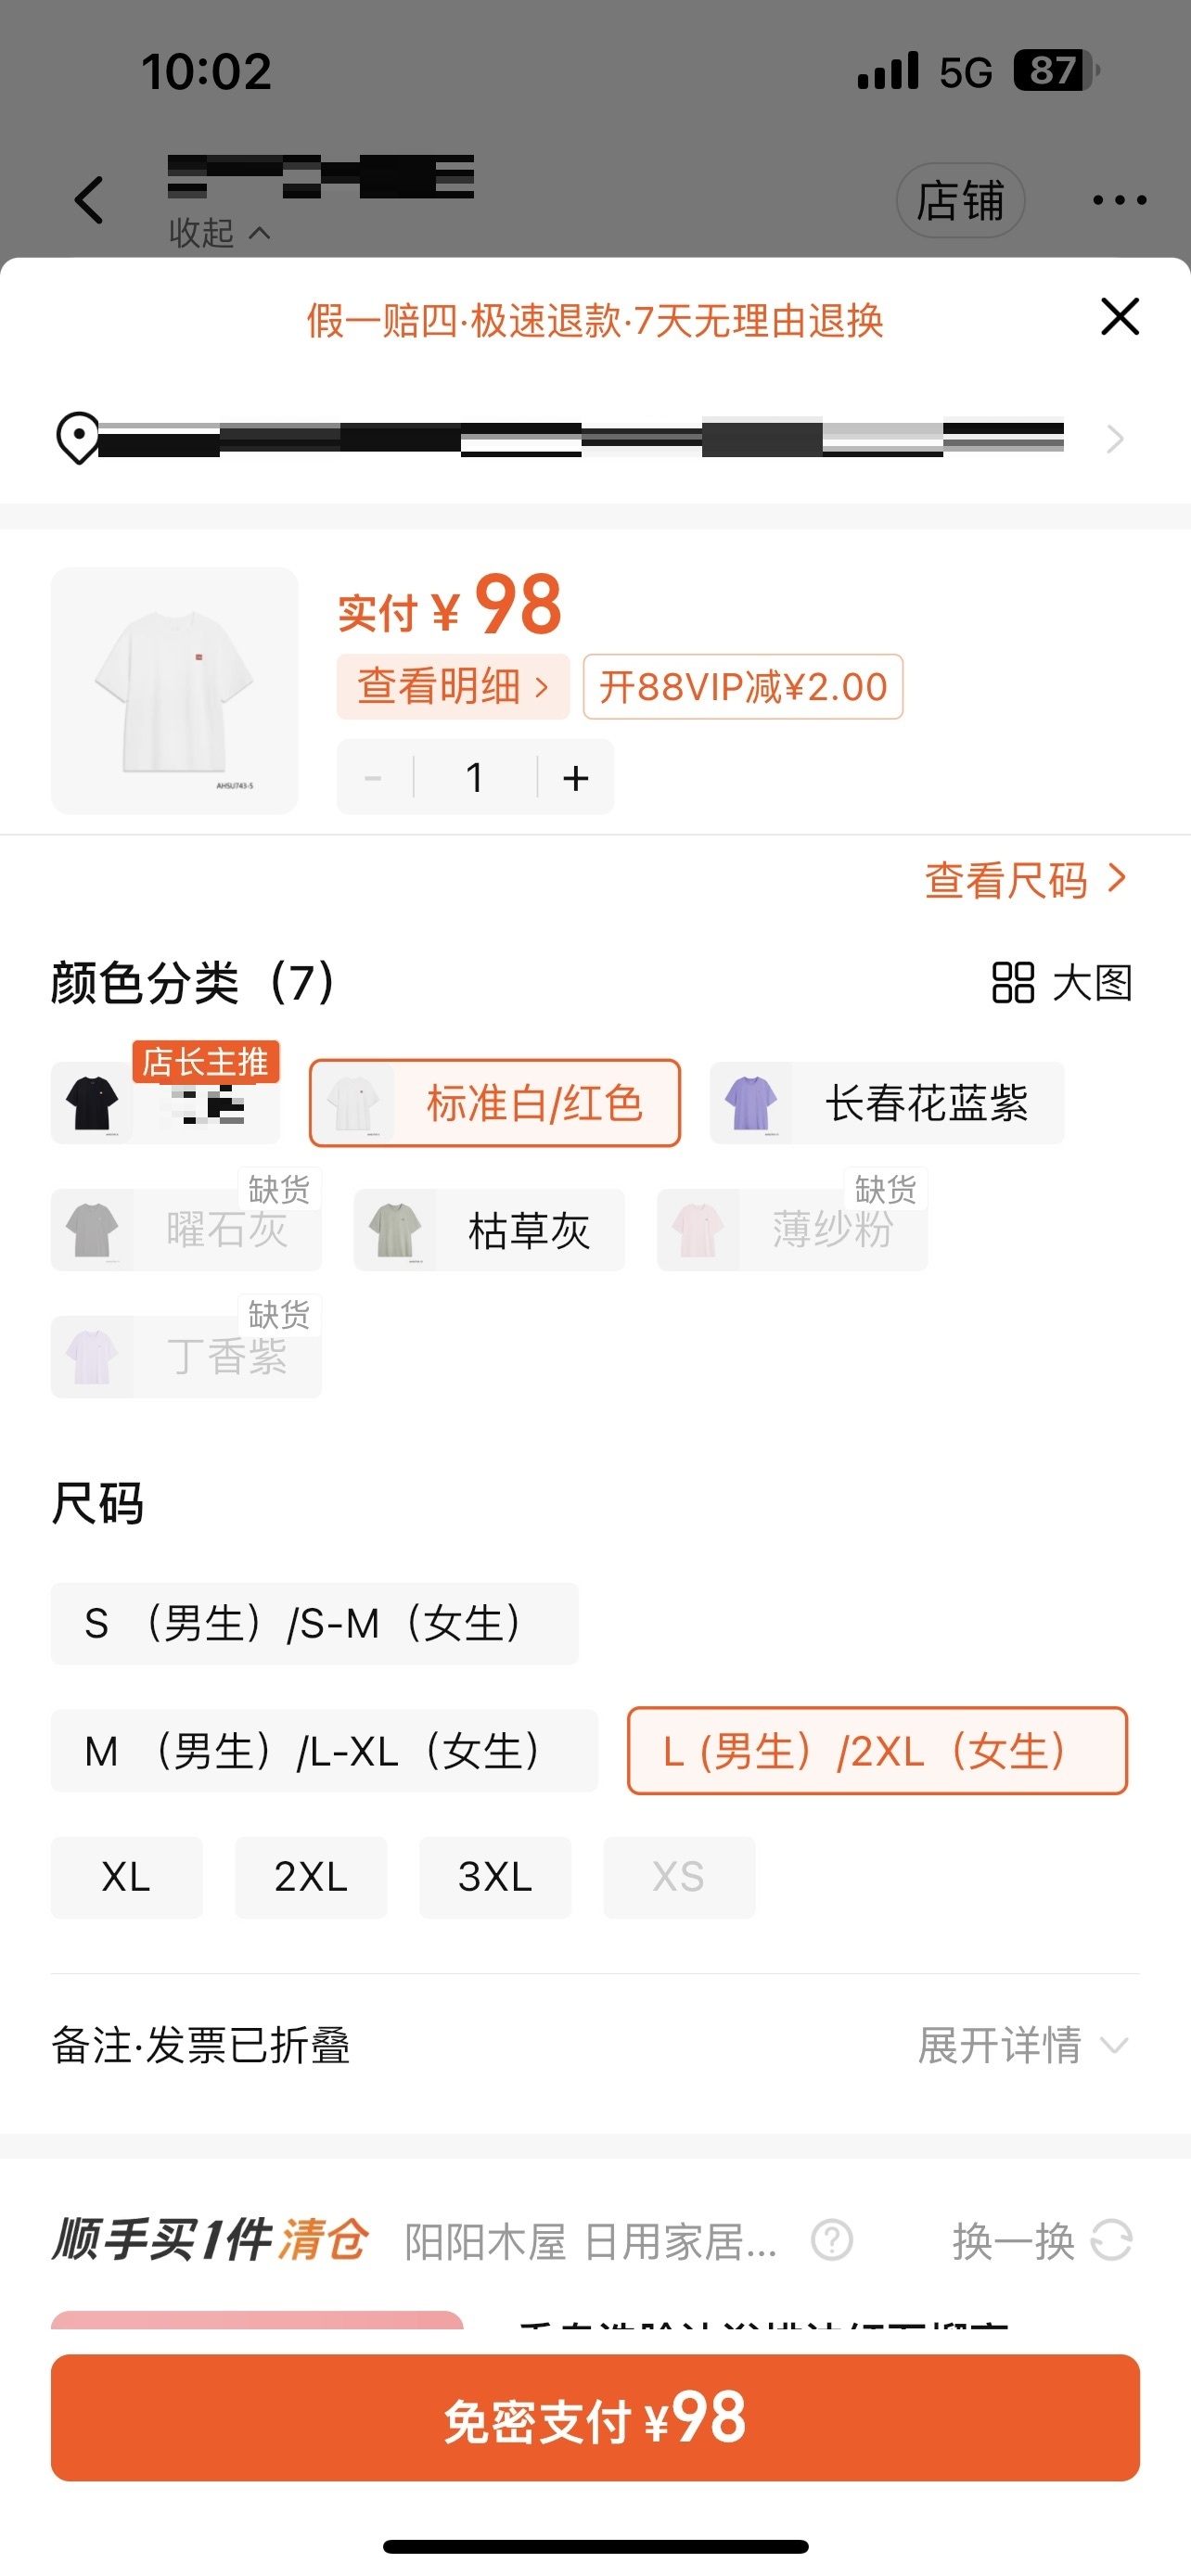 10:02 5G 87
店铺
收起
假一赔四·极速退款·7天无理由退换
实付 ¥ 98
查看明细 开88VIP减¥2.00
- 1 +
AHSU743-5
查看尺码
颜色分类（7） 大图
店长主推
标准白/红色 长春花蓝紫
缺货 缺货
曜石灰 枯草灰 薄纱粉
缺货
丁香紫
尺码
S （男生）/S-M（女生）
M （男生）/L-XL（女生） L (男生）/2XL（女生）
XL 2XL 3XL XS
备注·发票已折叠 展开详情
顺手买1件清仓 阳阳木屋 日用家居... ? 换一换
免密支付 ¥98